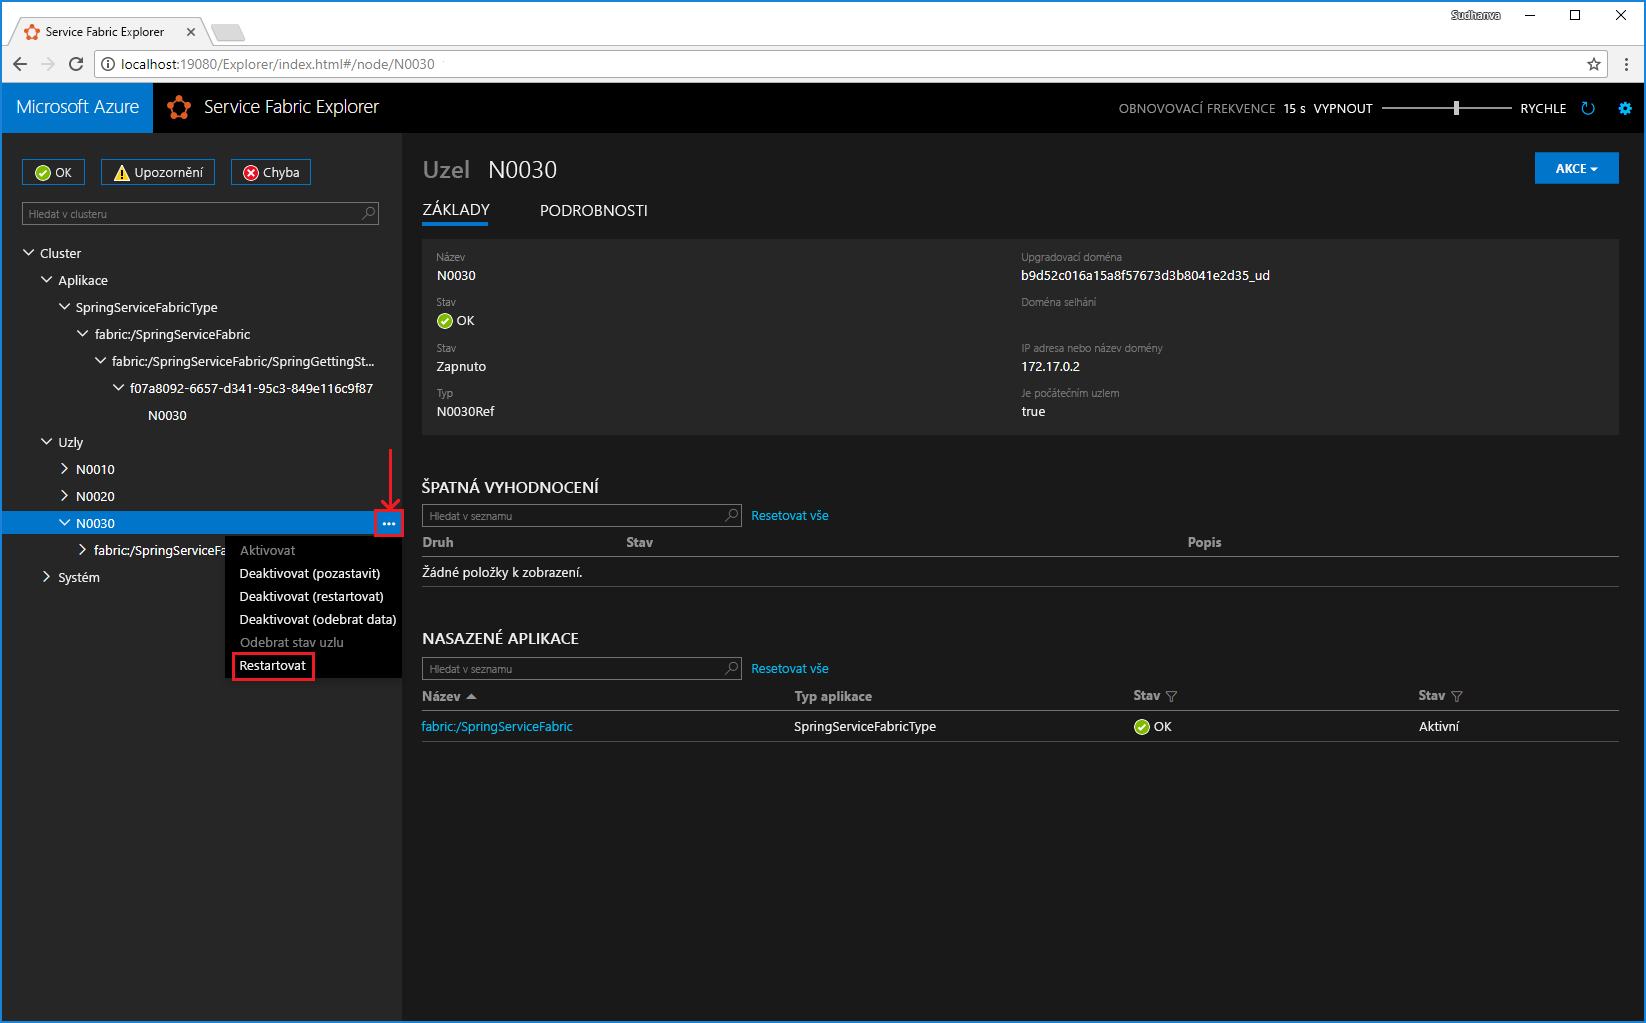 Sudhanva
Service Fabric Explorer
localhost:19080/Explorer/index.html#/node/N0030
Microsoft Azure
Service Fabric Explorer
OBNOVOVACÍ FREKVENCE 15 s VYPNOUT RYCHLE
OK
Upozornění
Chyba
Hledat v clusteru
Cluster
Aplikace
SpringServiceFabricType
fabric:/SpringServiceFabric
fabric:/SpringServiceFabric/SpringGettingSt...
f07a8092-6657-d341-95c3-849e116c9f87
N0030
Uzly
N0010
N0020
N0030
...
fabric:/SpringServiceFa
Systém
Aktivovat
Deaktivovat (pozastavit)
Deaktivovat (restartovat)
Deaktivovat (odebrat data)
Odebrat stav uzlu
Restartovat
Uzel N0030
AKCE
ZÁKLADY
PODROBNOSTI
Název
N0030
Stav
OK
Stav
Zapnuto
Typ
N0030Ref
Upgradovací doména
b9d52c016a15a8f57673d3b8041e2d35_ud
Doména selhání
IP adresa nebo název domény
172.17.0.2
Je počátečním uzlem
true
ŠPATNÁ VYHODNOCENÍ
Hledat v seznamu
Resetovat vše
Druh Stav Popis
Žádné položky k zobrazení.
NASAZENÉ APLIKACE
Hledat v seznamu
Resetovat vše
Název Typ aplikace Stav Stav
fabric:/SpringServiceFabric SpringServiceFabricType OK Aktivní